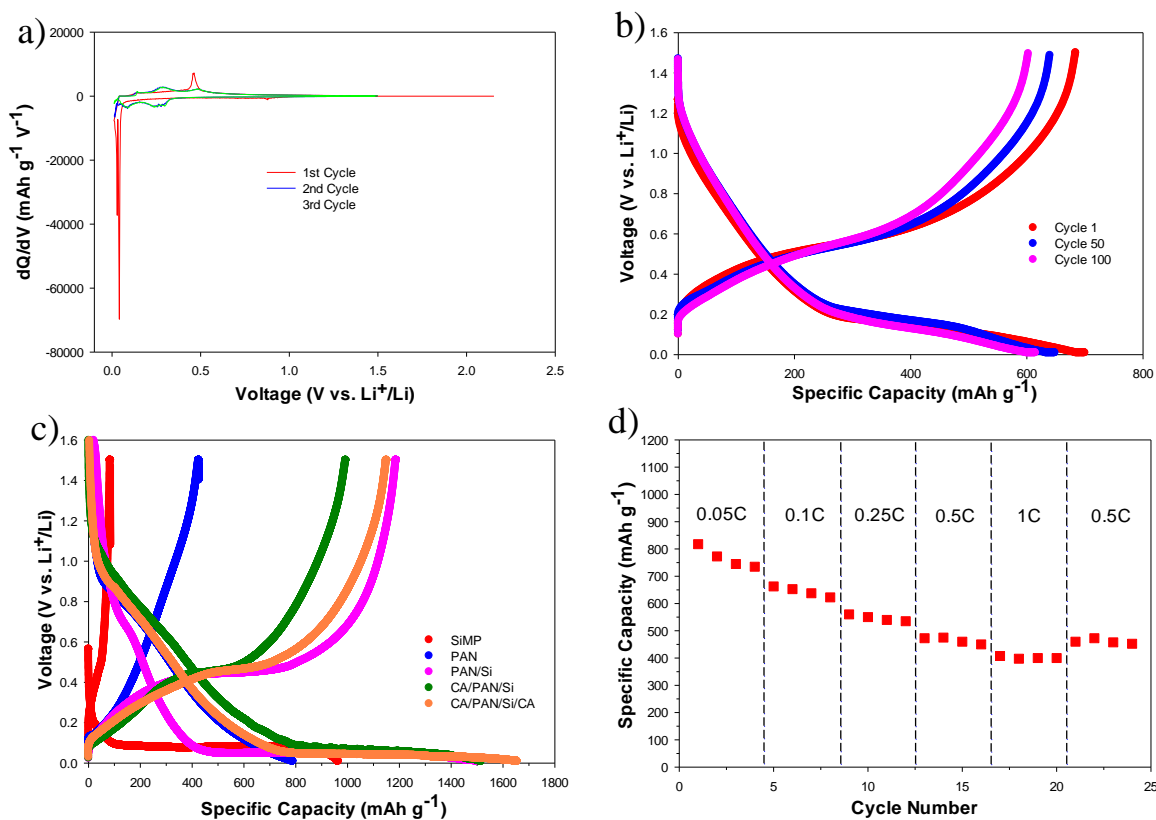 a)
20000
0
-20000
-40000
-60000
-80000
dQ/dV (mAh g-1 V-1)
1st Cycle
2nd Cycle
3rd Cycle
0.0 0.5 1.0 1.5 2.0 2.5
Voltage (V vs. Li+/Li)
b)
1.6
1.4
1.2
1.0
0.8
0.6
0.4
0.2
0.0
Voltage (V vs. Li+/Li)
Cycle 1
Cycle 50
Cycle 100
0 200 400 600 800
Specific Capacity (mAh g-1)
c)
1.6
1.4
1.2
1.0
0.8
0.6
0.4
0.2
0.0
Voltage (V vs. Li+/Li)
SiMP
PAN
PAN/Si
CA/PAN/Si
CA/PAN/Si/CA
0 200 400 600 800 1000 1200 1400 1600 1800
Specific Capacity (mAh g-1)
d)
1200
1100
1000
900
800
700
600
500
400
300
200
100
0
Specific Capacity (mAh g-1)
0.05C 0.1C 0.25C 0.5C 1C 0.5C
0 5 10 15 20 25
Cycle Number